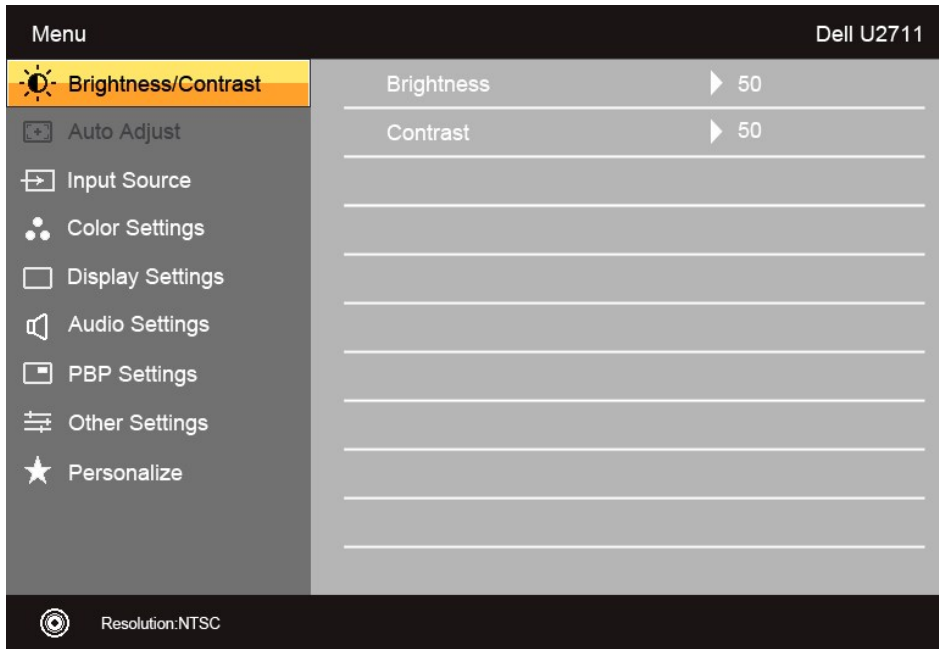 Menu Dell U2711
Brightness/Contrast Brightness 50
Auto Adjust Contrast 50
Input Source
Color Settings
Display Settings
Audio Settings
PBP Settings
Other Settings
Personalize
Resolution:NTSC